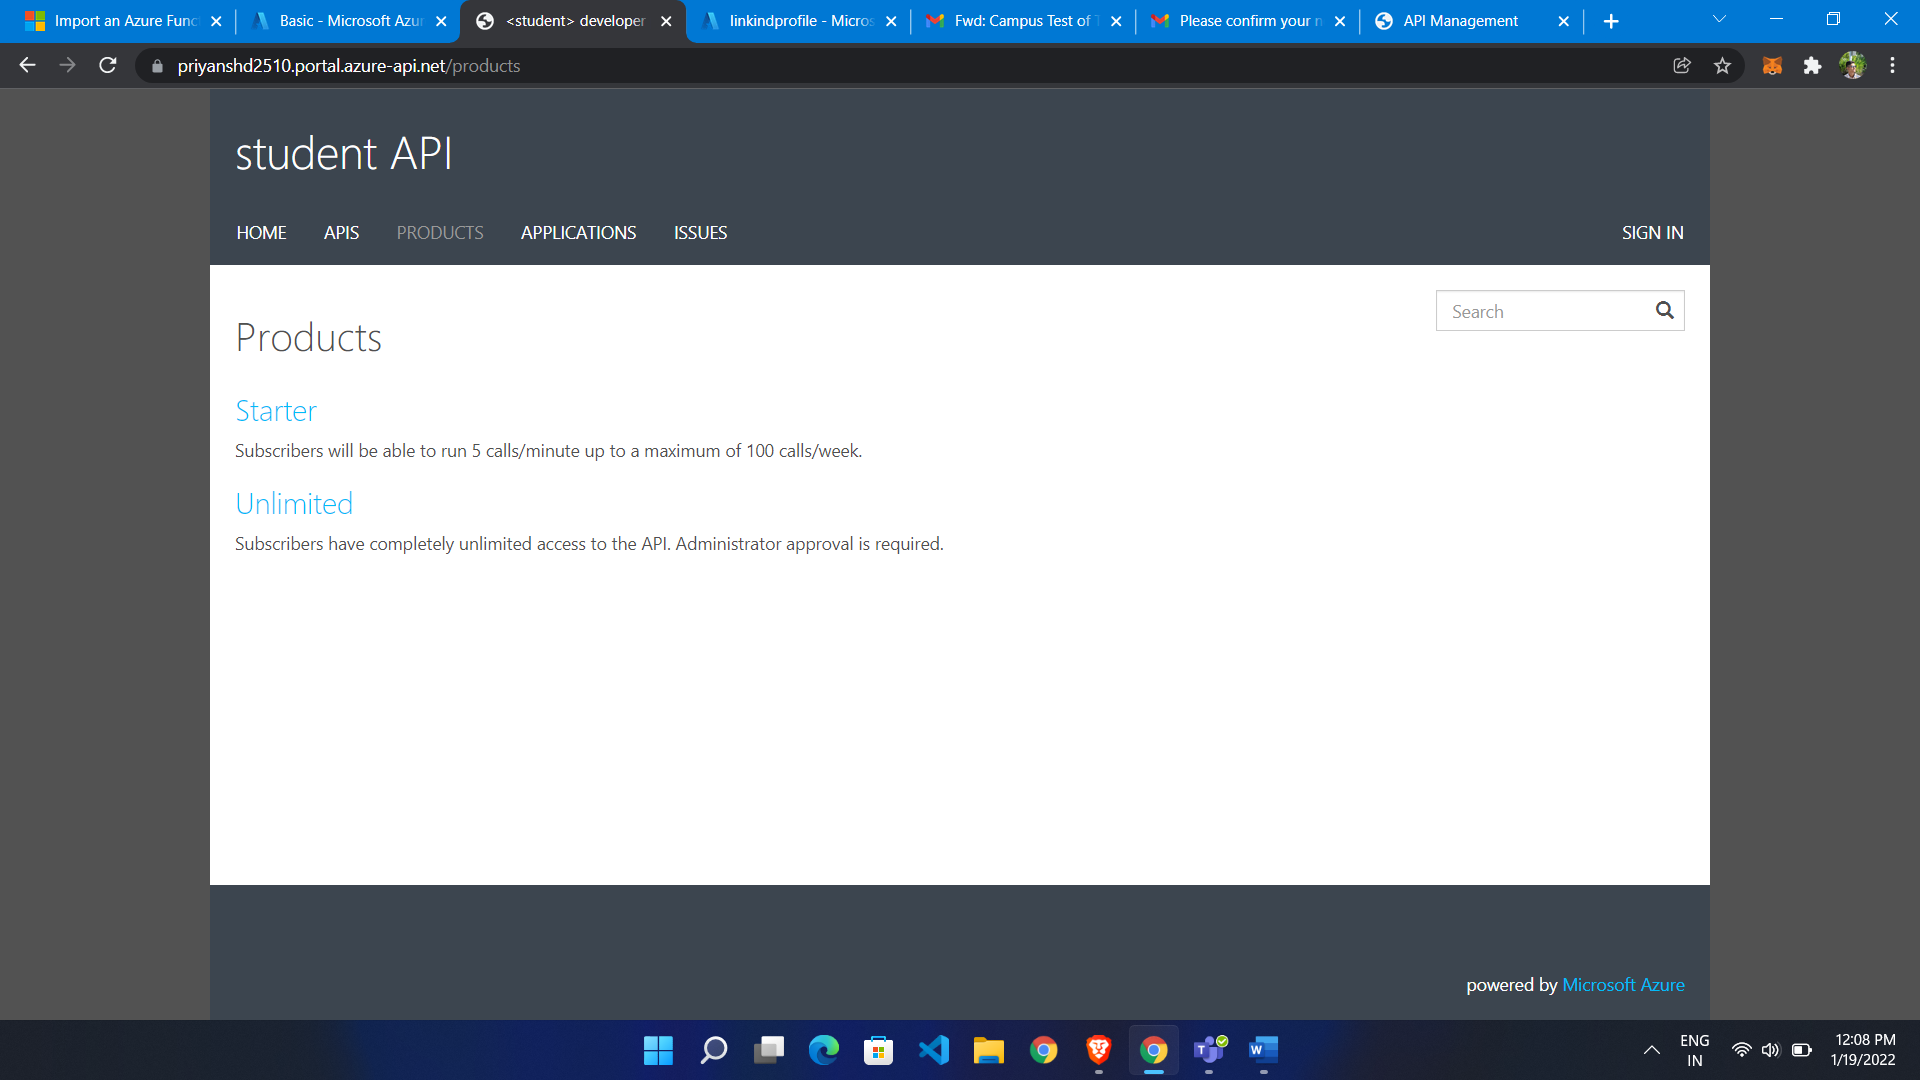 Import an Azure Func
Basic - Microsoft Azur
<student> developer
linkindprofile - Micros
Fwd: Campus Test of T
Please confirm your n
API Management
priyanshd2510.portal.azure-api.net/products
student API
HOME APIS PRODUCTS APPLICATIONS ISSUES SIGN IN
Search
Products
Starter
Subscribers will be able to run 5 calls/minute up to a maximum of 100 calls/week.
Unlimited
Subscribers have completely unlimited access to the API. Administrator approval is required.
powered by Microsoft Azure
ENG
IN
12:08 PM
1/19/2022